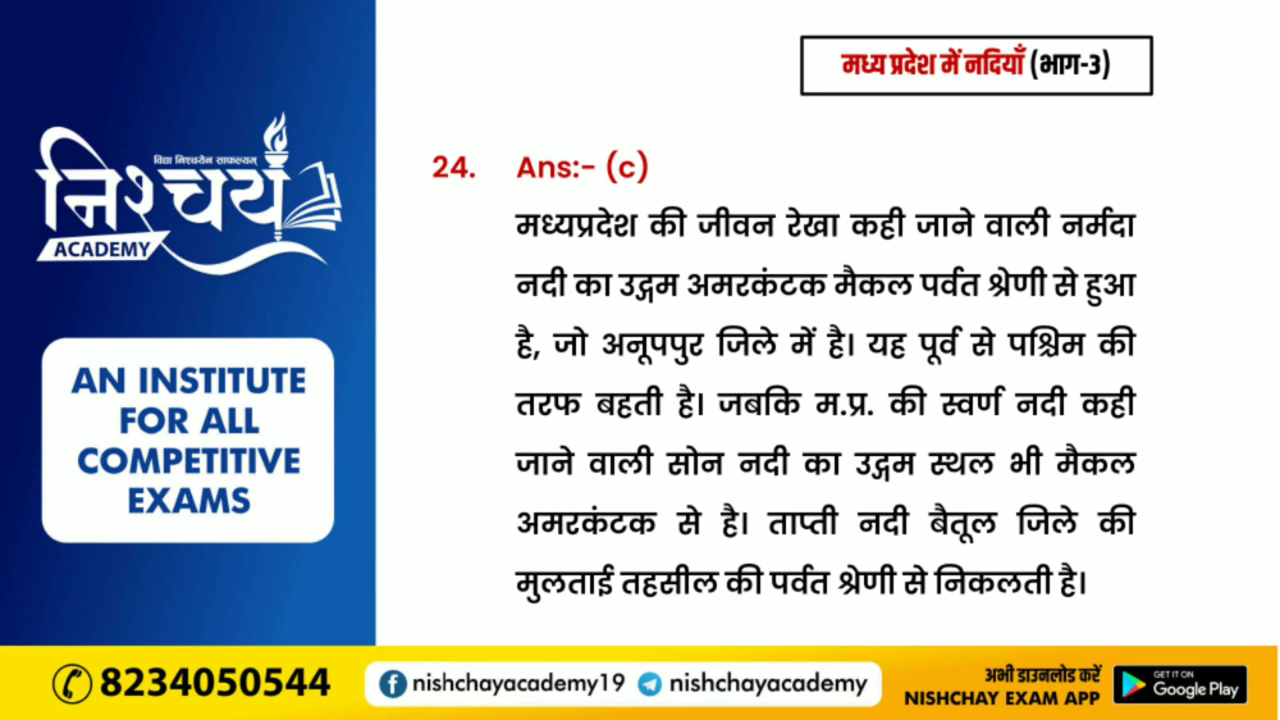 मध्य प्रदेश में नदियाँ (भाग-३)
विद्या निश्चयेन साफल्यम्
निश्चय
ACADEMY
AN INSTITUTE
FOR ALL
COMPETITIVE
EXAMS
24. Ans:- (c)
मध्यप्रदेश की जीवन रेखा कही जाने वाली नर्मदा
नदी का उद्गम अमरकंटक मैकल पर्वत श्रेणी से हुआ
है, जो अनूपपुर जिले में है। यह पूर्व से पश्चिम की
तरफ बहती है। जबकि म.प्र. की स्वर्ण नदी कही
जाने वाली सोन नदी का उद्गम स्थल भी मैकल
अमरकंटक से है। ताप्ती नदी बैतूल जिले की
मुलताई तहसील की पर्वत श्रेणी से निकलती है।
8234050544
nishchayacademy19 nishchayacademy
अभी डाउनलोड करें
NISHCHAY EXAM APP
GET IT ON
Google Play